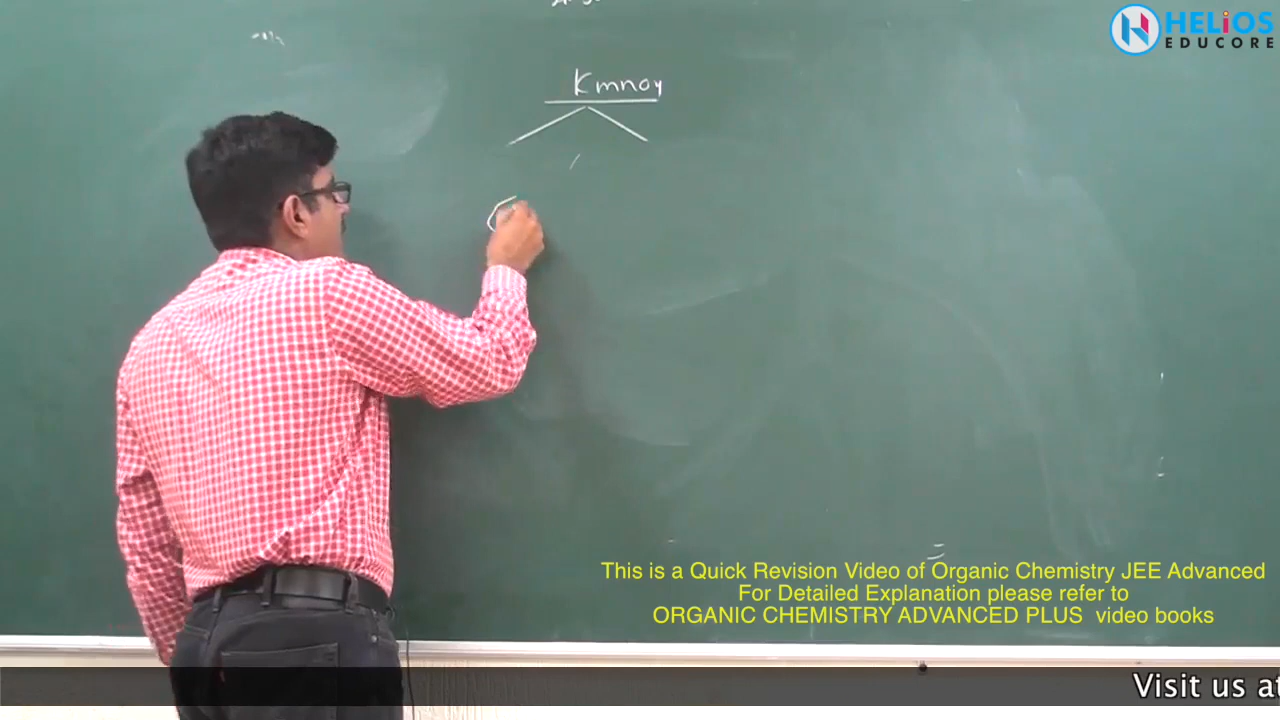 HELiOS
EDUCORE
Kmno4
This is a Quick Revision Video of Organic Chemistry JEE Advanced
For Detailed Explanation please refer to
ORGANIC CHEMISTRY ADVANCED PLUS video books
Visit us at